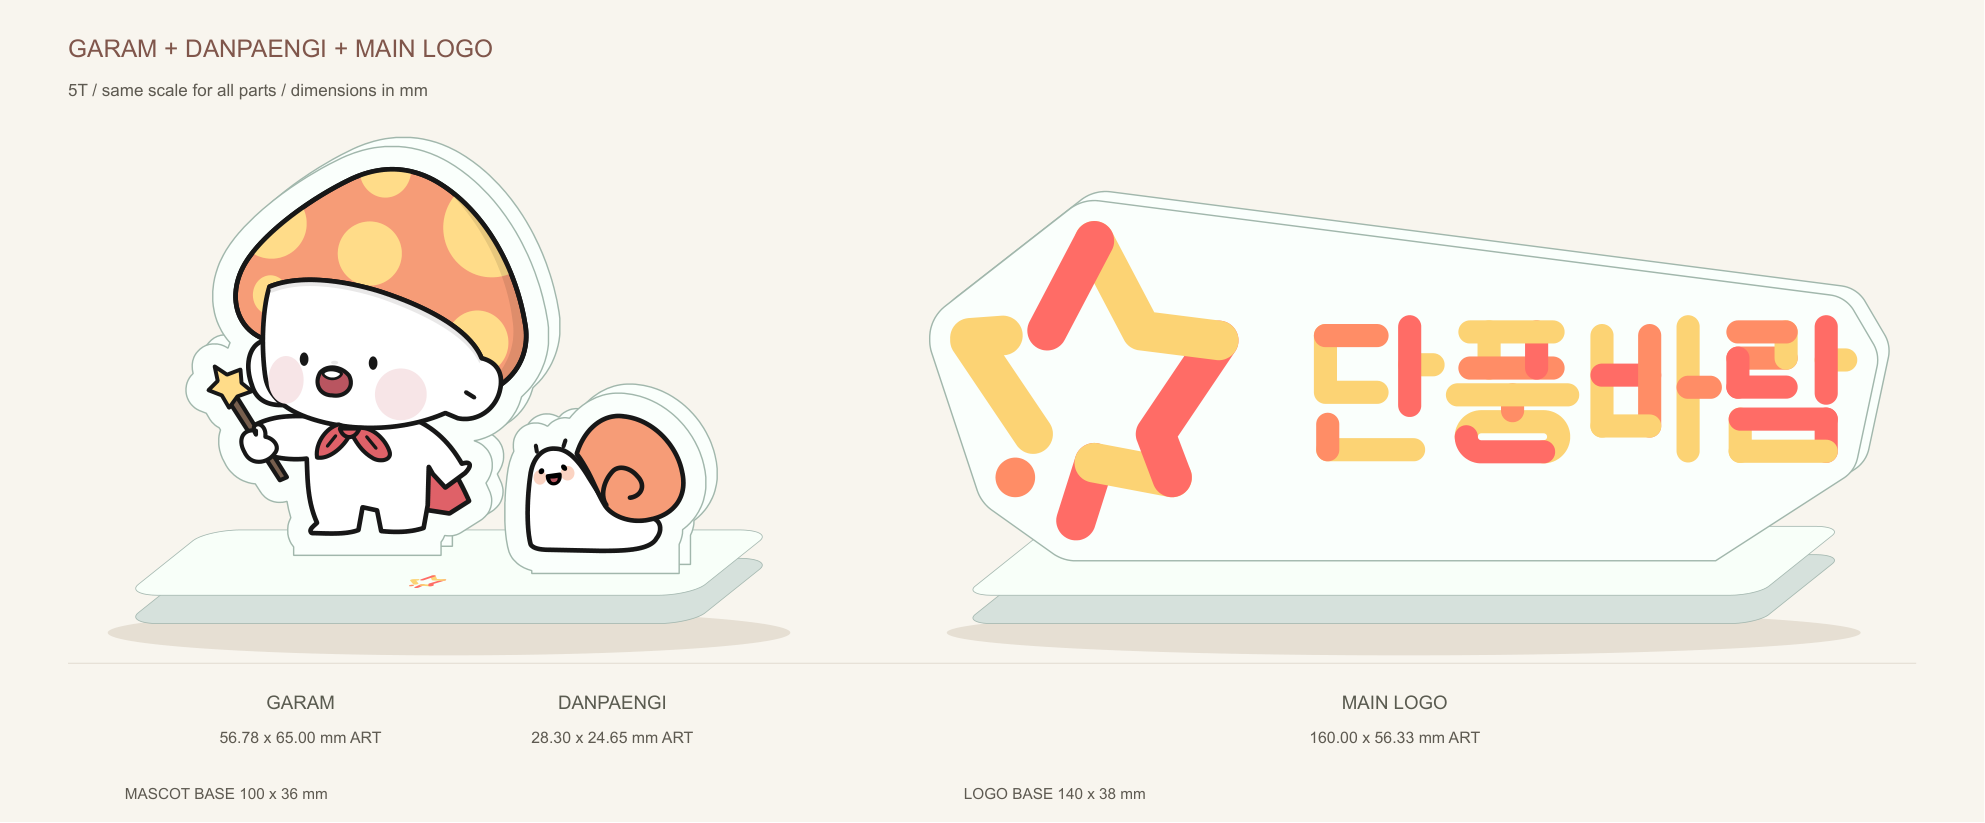 GARAM + DANPAENGI + MAIN LOGO
5T / same scale for all parts / dimensions in mm
단풍바람
GARAM
DANPAENGI
MAIN LOGO
56.78 x 65.00 mm ART
28.30 x 24.65 mm ART
160.00 x 56.33 mm ART
MASCOT BASE 100 x 36 mm
LOGO BASE 140 x 38 mm